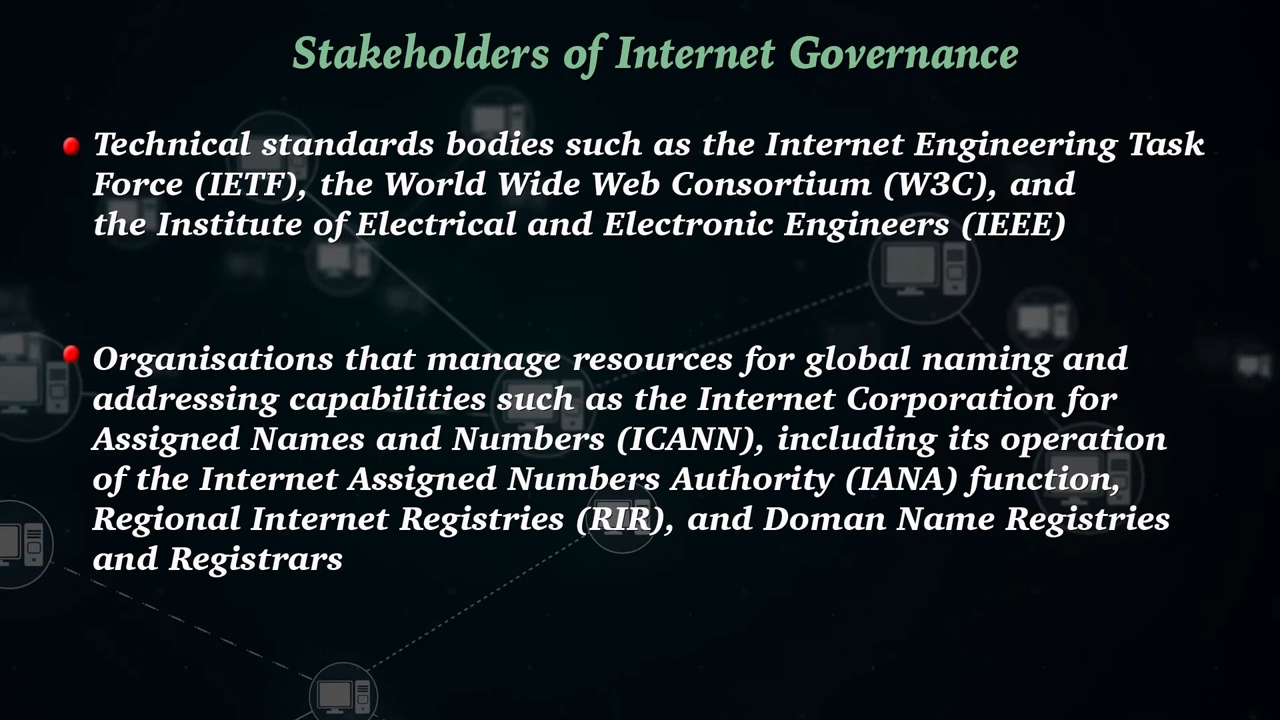 Stakeholders of Internet Governance
Technical standards bodies such as the Internet Engineering Task
Force (IETF), the World Wide Web Consortium (W3C), and
the Institute of Electrical and Electronic Engineers (IEEE)
Organisations that manage resources for global naming and
addressing capabilities such as the Internet Corporation for
Assigned Names and Numbers (ICANN), including its operation
of the Internet Assigned Numbers Authority (IANA) function,
Regional Internet Registries (RIR), and Doman Name Registries
and Registrars